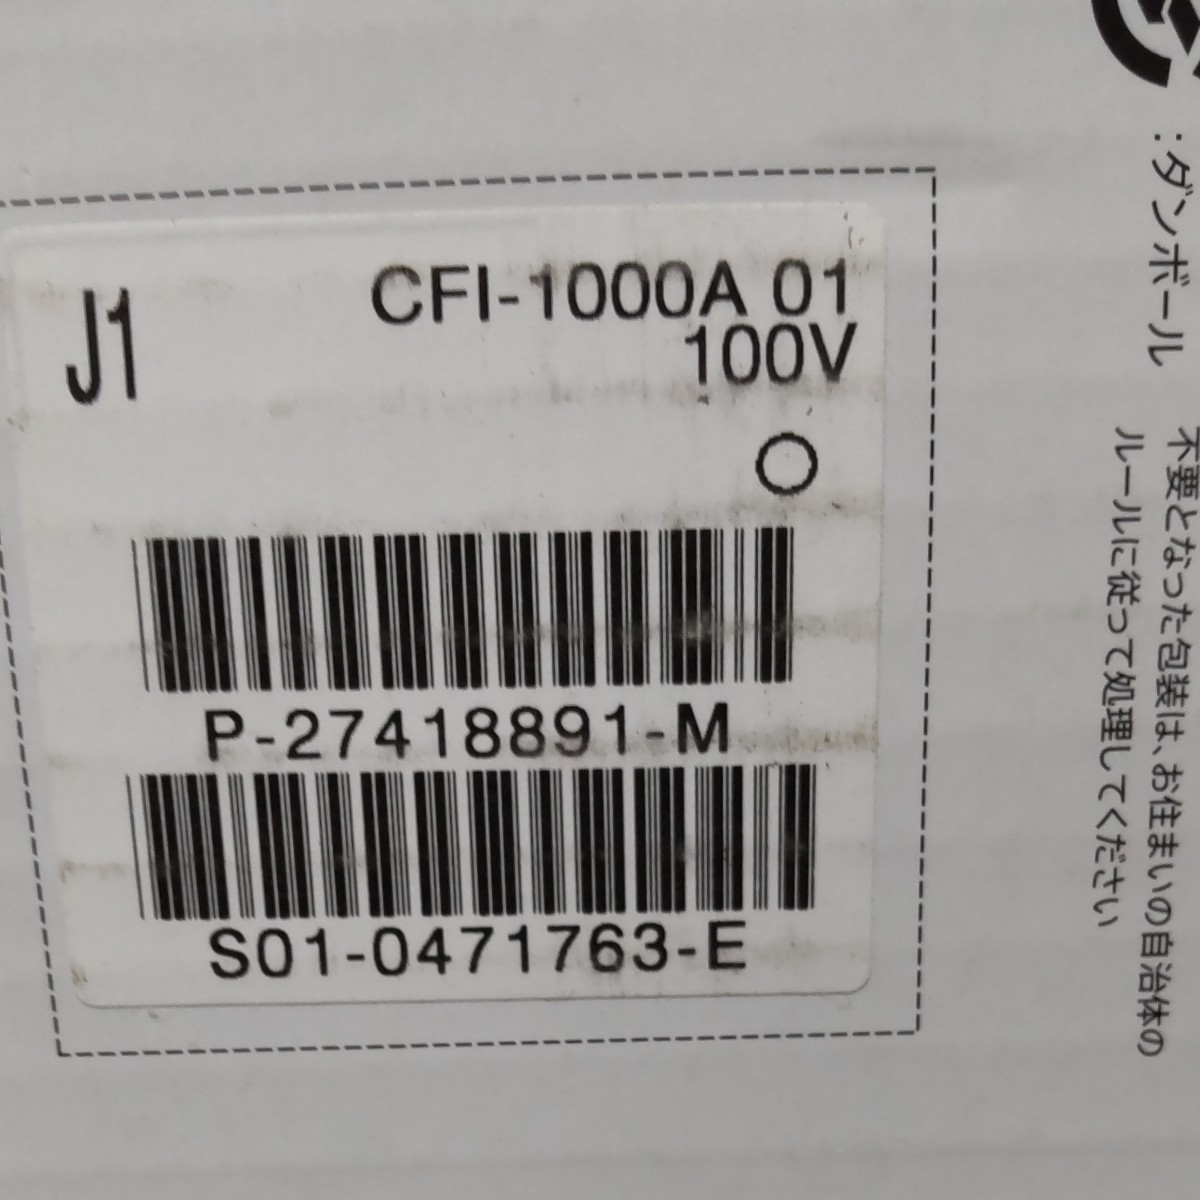 J1
CFI-1000A 01
100V
P-27418891-M
S01-0471763-E
：ダンボール
不要となった包装は、お住まいの自治体の
ルールに従って処理してください